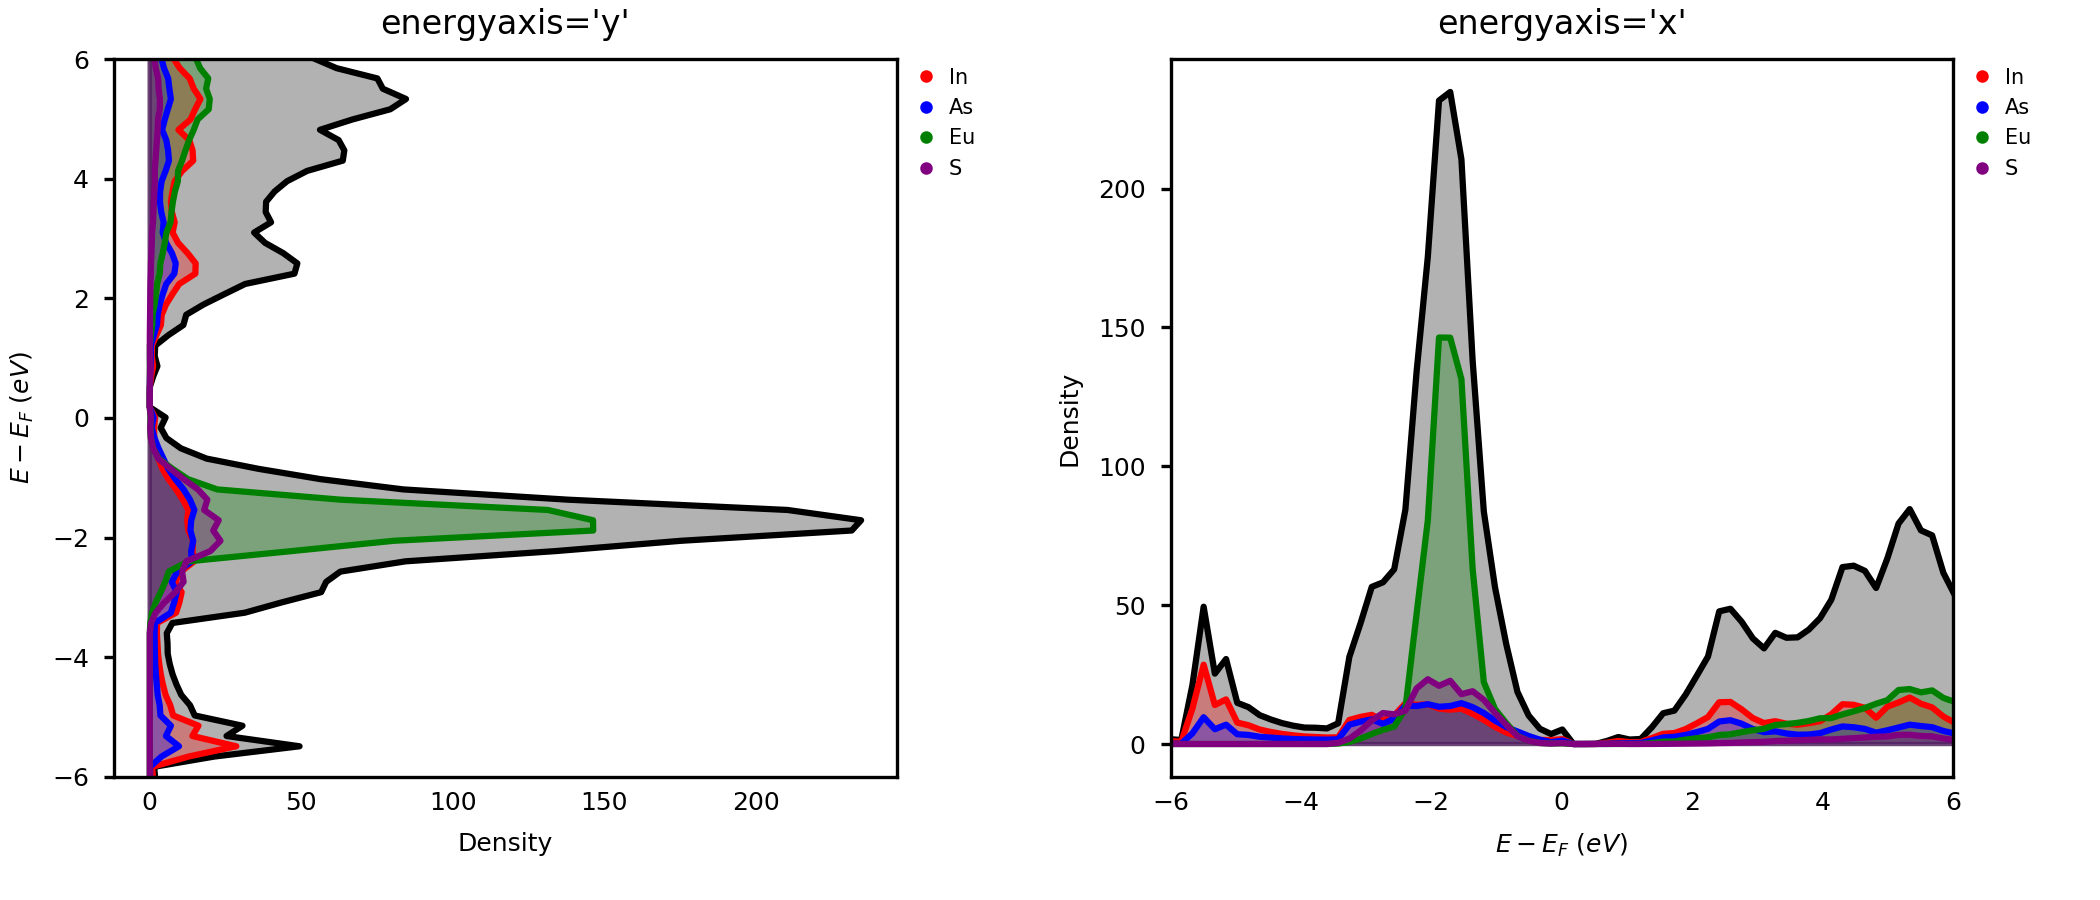 energyaxis='y'
6
4
2
0
−2
−4
−6
E − E_F (eV)
0 50 100 150 200
Density
In
As
Eu
S
energyaxis='x'
200
150
100
50
0
Density
−6 −4 −2 0 2 4 6
E − E_F (eV)
In
As
Eu
S